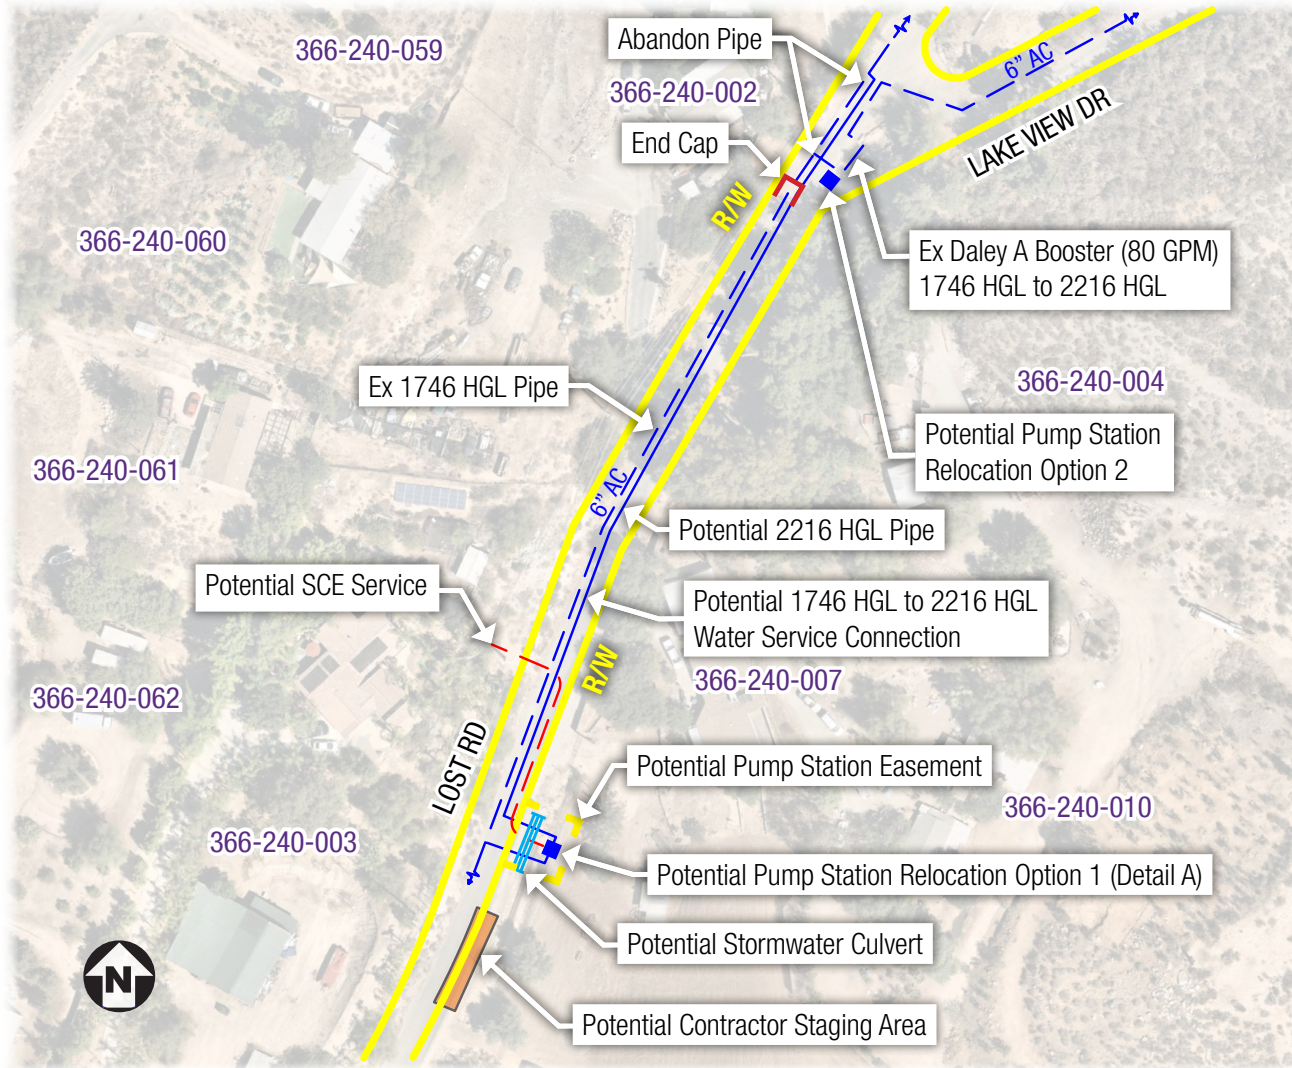 366-240-059
Abandon Pipe
366-240-002
6" AC
End Cap
LAKE VIEW DR
R/W
366-240-060
Ex Daley A Booster (80 GPM)
1746 HGL to 2216 HGL
Ex 1746 HGL Pipe
366-240-004
Potential Pump Station
Relocation Option 2
366-240-061
6" AC
Potential 2216 HGL Pipe
Potential SCE Service
Potential 1746 HGL to 2216 HGL
Water Service Connection
R/W
366-240-007
366-240-062
LOST RD
Potential Pump Station Easement
366-240-010
366-240-003
Potential Pump Station Relocation Option 1 (Detail A)
Potential Stormwater Culvert
N
Potential Contractor Staging Area